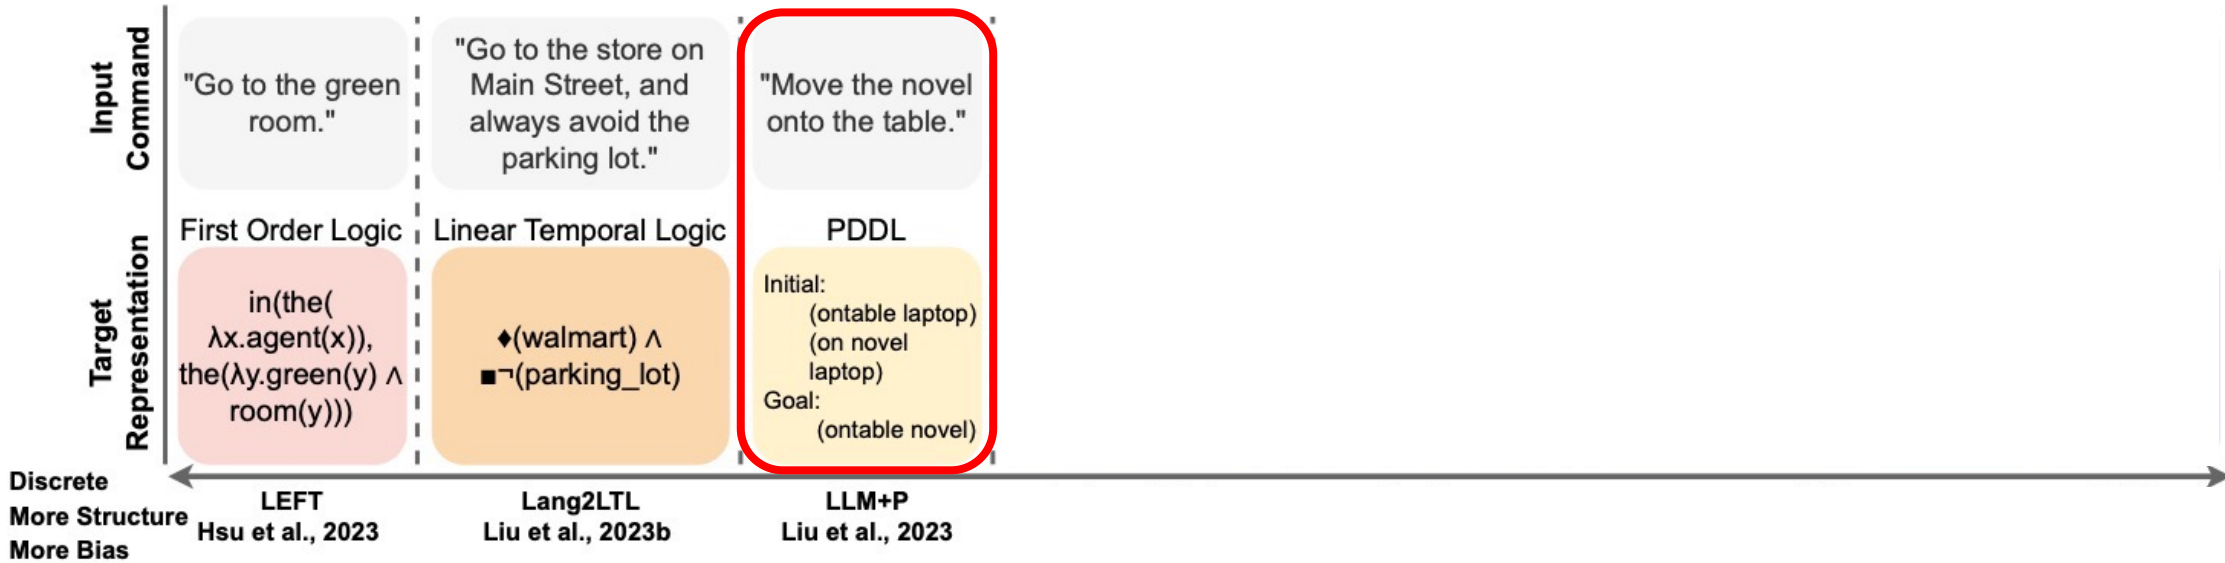 Input
Command
"Go to the green
room."
"Go to the store on
Main Street, and
always avoid the
parking lot."
"Move the novel
onto the table."
Target
Representation
First Order Logic
in(the(
λx.agent(x)),
the(λy.green(y) ∧
room(y)))
Linear Temporal Logic
♦(walmart) ∧
■¬(parking_lot)
PDDL
Initial:
(ontable laptop)
(on novel
laptop)
Goal:
(ontable novel)
Discrete
More Structure
More Bias
LEFT
Hsu et al., 2023
Lang2LTL
Liu et al., 2023b
LLM+P
Liu et al., 2023